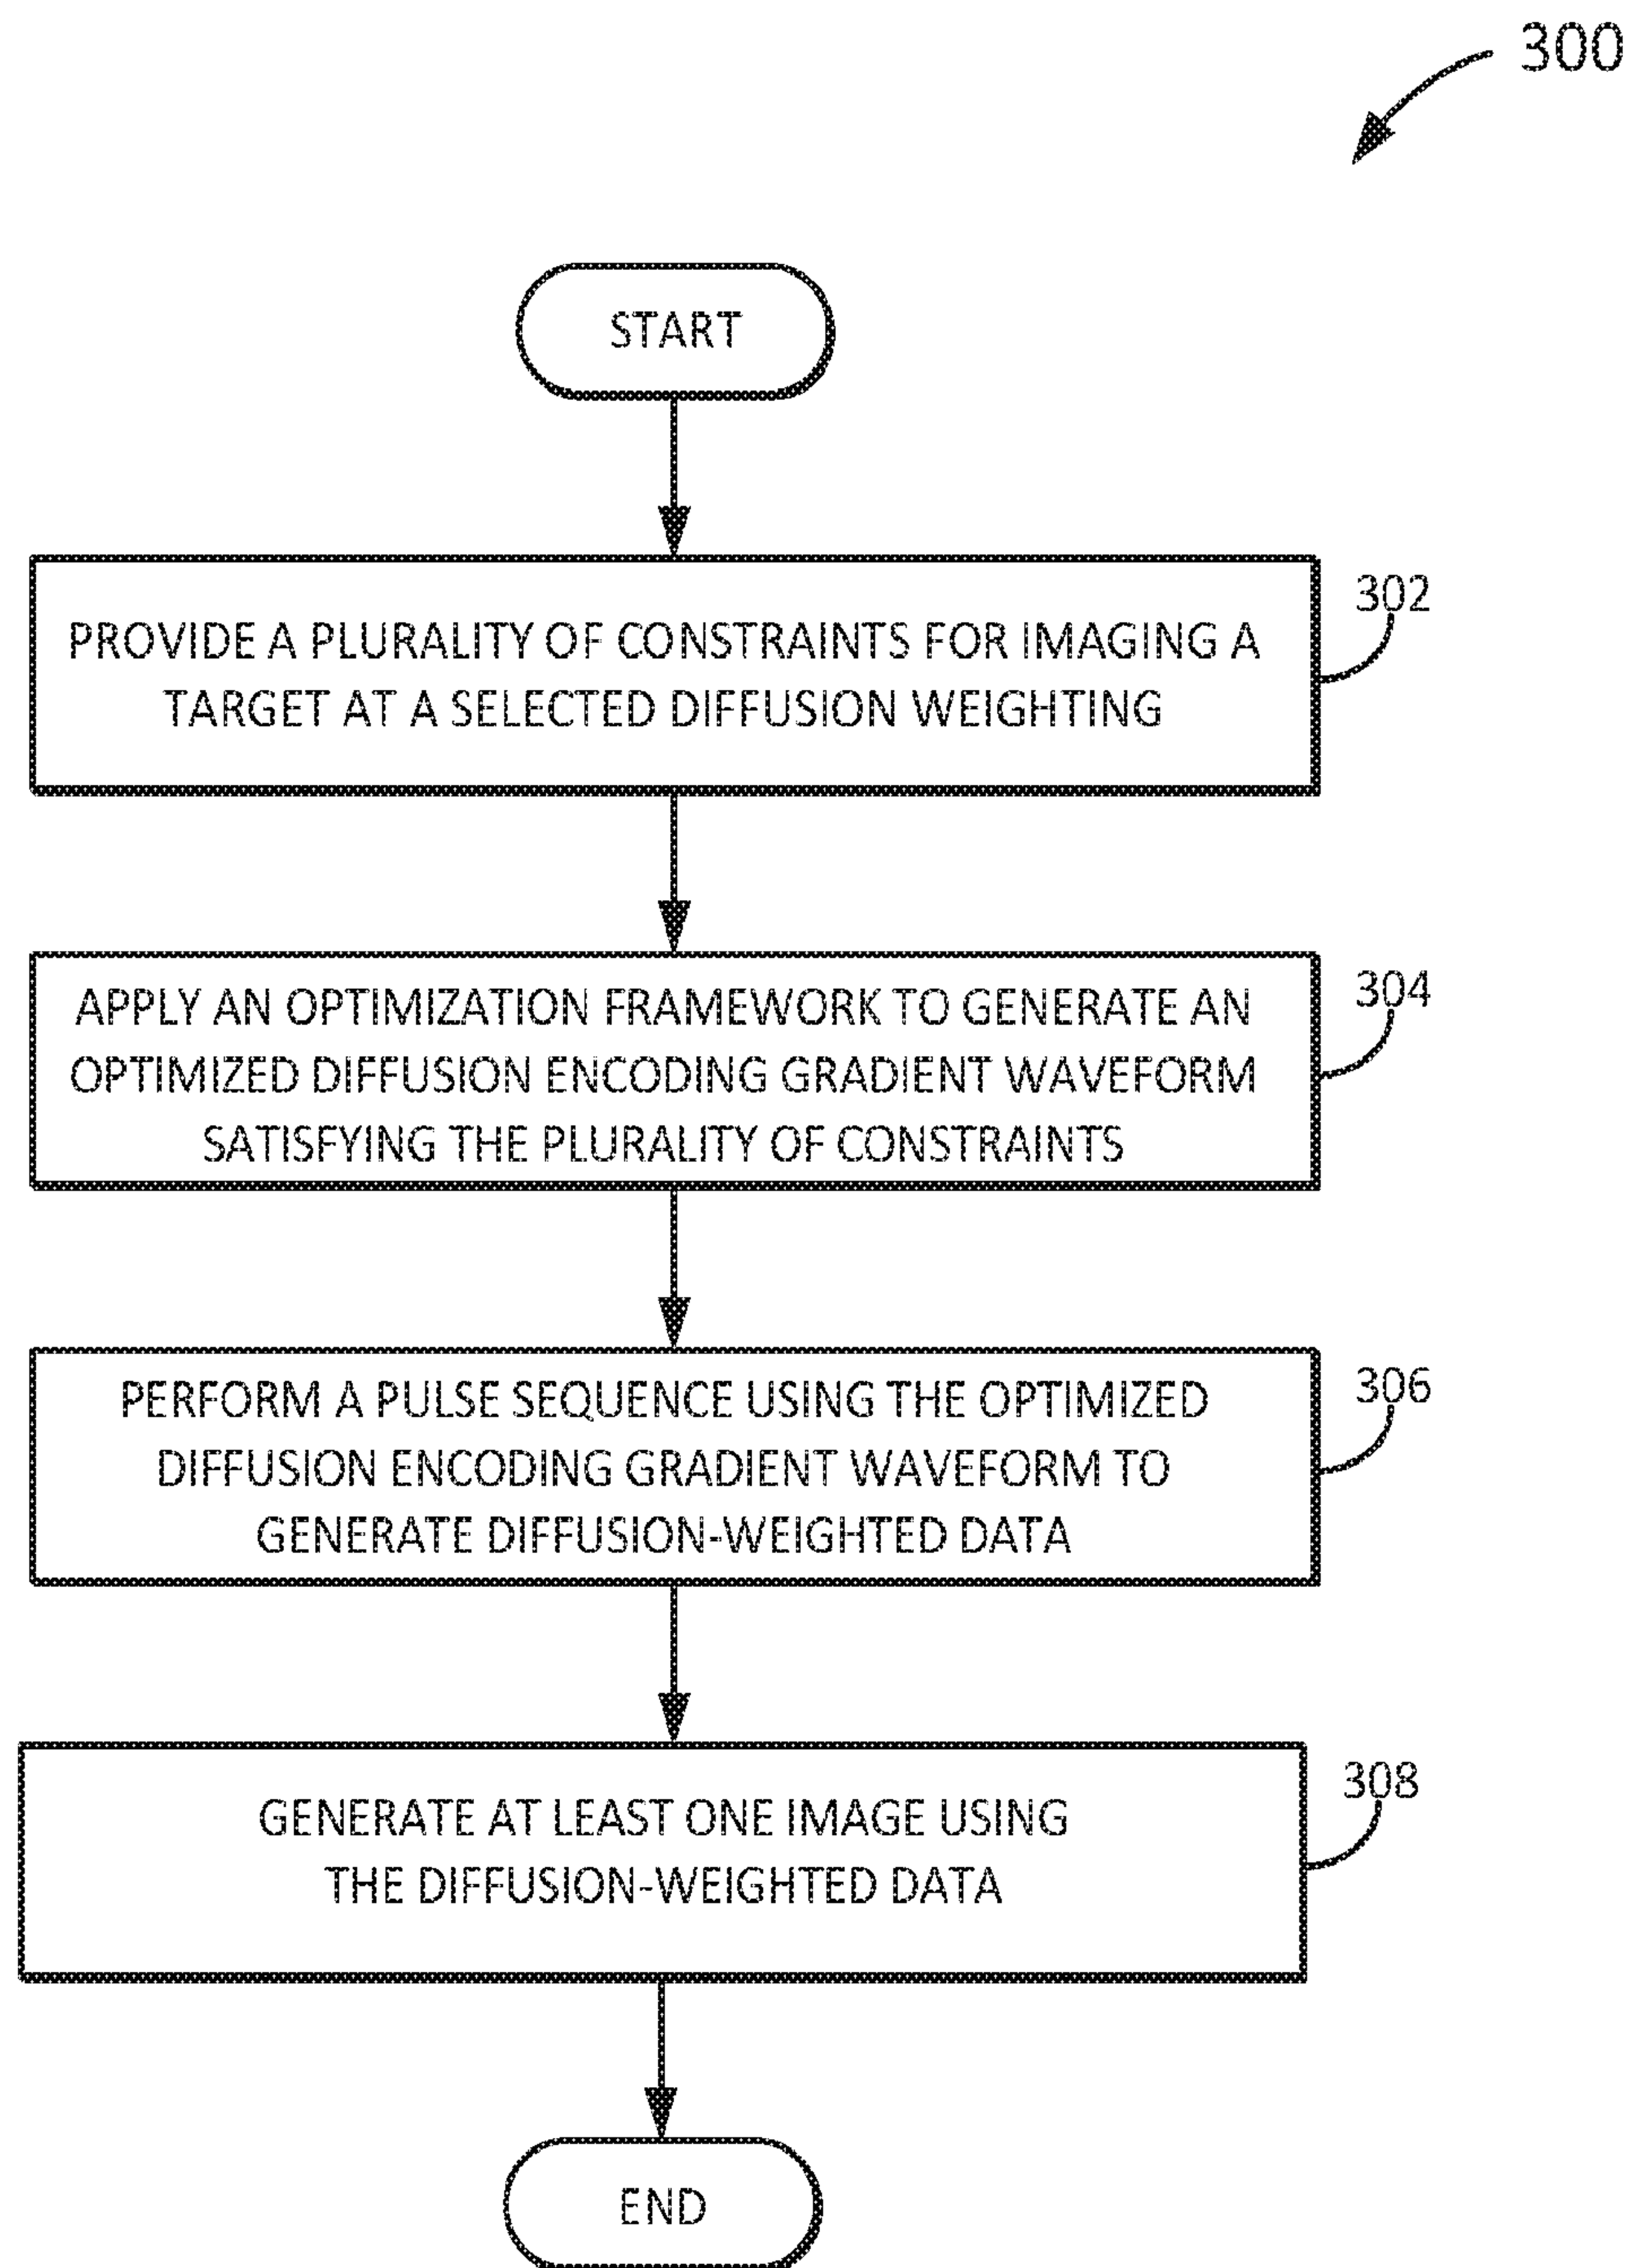 300
START
302
PROVIDE A PLURALITY OF CONSTRAINTS FOR IMAGING A
TARGET AT A SELECTED DIFFUSION WEIGHTING
304
APPLY AN OPTIMIZATION FRAMEWORK TO GENERATE AN
OPTIMIZED DIFFUSION ENCODING GRADIENT WAVEFORM
SATISFYING THE PLURALITY OF CONSTRAINTS
306
PERFORM A PULSE SEQUENCE USING THE OPTIMIZED
DIFFUSION ENCODING GRADIENT WAVEFORM TO
GENERATE DIFFUSION-WEIGHTED DATA
308
GENERATE AT LEAST ONE IMAGE USING
THE DIFFUSION-WEIGHTED DATA
END